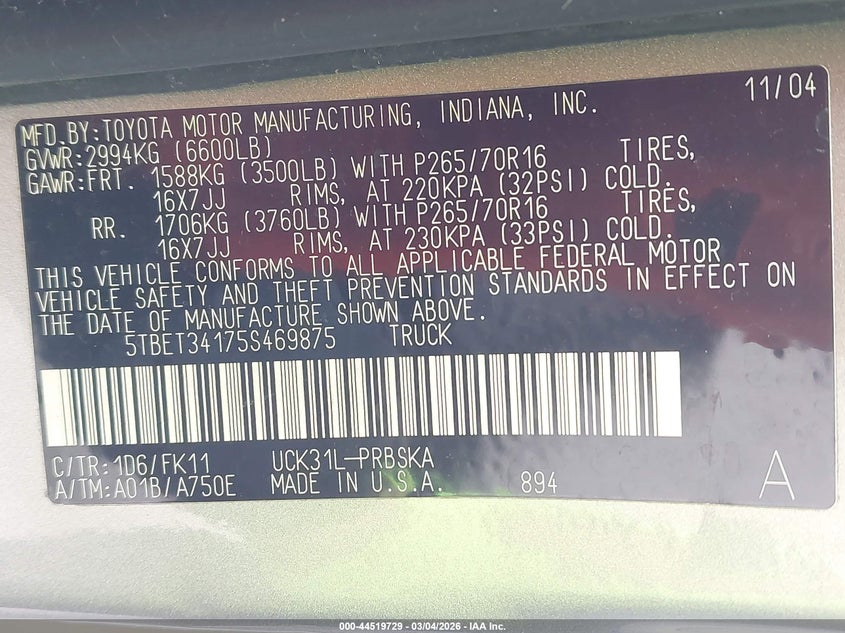 11/04
MFD.BY:TOYOTA MOTOR MANUFACTURING, INDIANA, INC.
GVWR:2994KG (6600LB)
GAWR:FRT. 1588KG (3500LB) WITH P265/70R16 TIRES,
16X7JJ RIMS, AT 220KPA (32PSI) COLD.
RR. 1706KG (3760LB) WITH P265/70R16 TIRES,
16X7JJ RIMS, AT 230KPA (33PSI) COLD.
THIS VEHICLE CONFORMS TO ALL APPLICABLE FEDERAL MOTOR
VEHICLE SAFETY AND THEFT PREVENTION STANDARDS IN EFFECT ON
THE DATE OF MANUFACTURE SHOWN ABOVE.
5TBET34175S469875 TRUCK
C/TR:1D6/FK11 UCK31L-PRBSKA
A/TM:A01B/A750E MADE IN U.S.A. 894 A
000-44519729 - 03/04/2026 - IAA Inc.